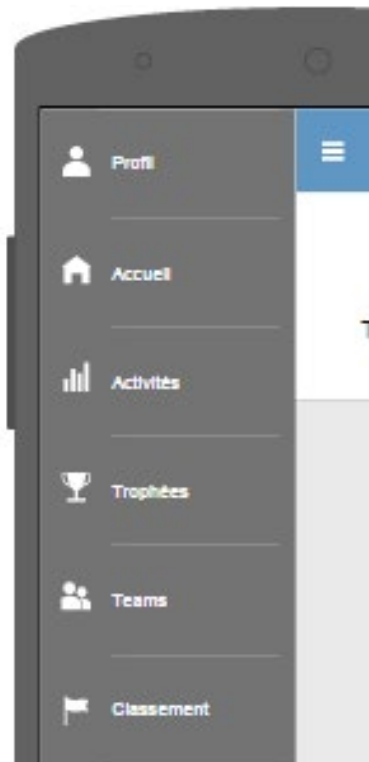 Profil
Accueil
Activités
Trophées
Teams
Classement